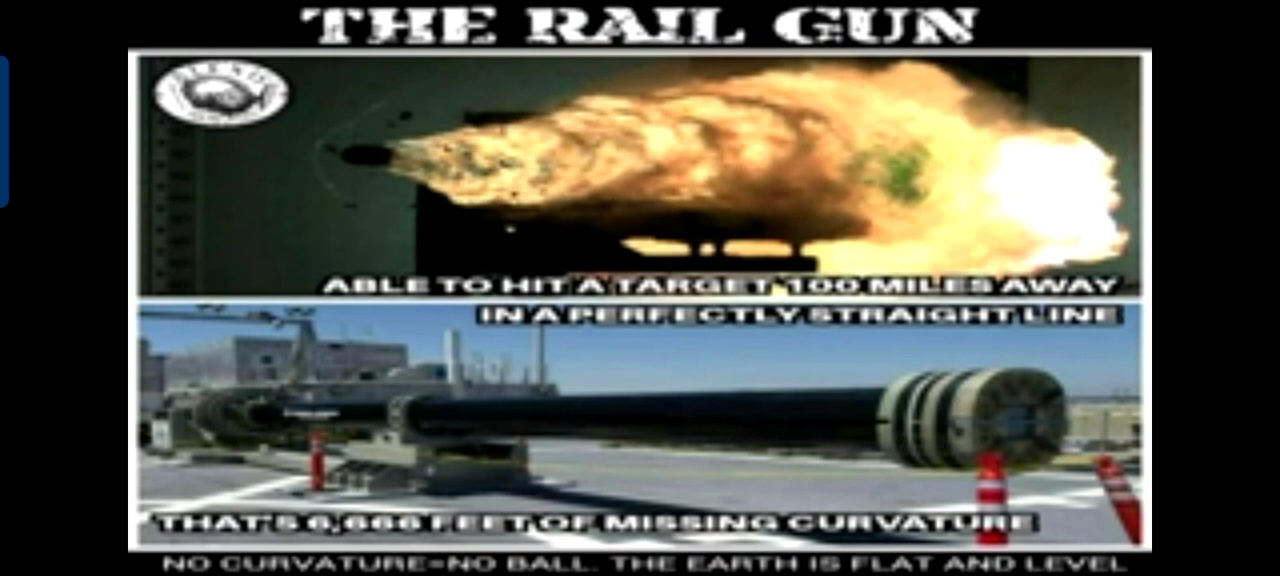 THE RAIL GUN
ABLE TO HIT A TARGET 100 MILES AWAY
IN A PERFECTLY STRAIGHT LINE
THAT'S 6,666 FEET OF MISSING CURVATURE
NO CURVATURE=NO BALL. THE EARTH IS FLAT AND LEVEL